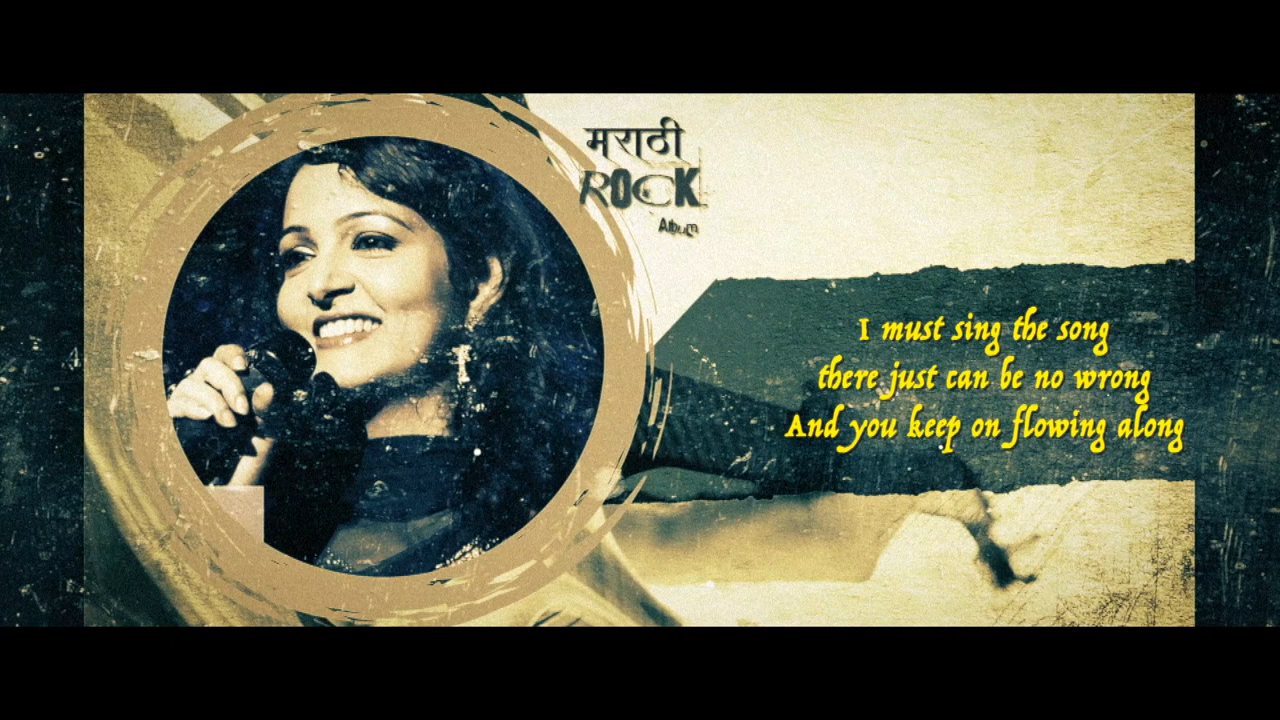 मराठी
ROCK
Album
I must sing the song
there just can be no wrong
And you keep on flowing along